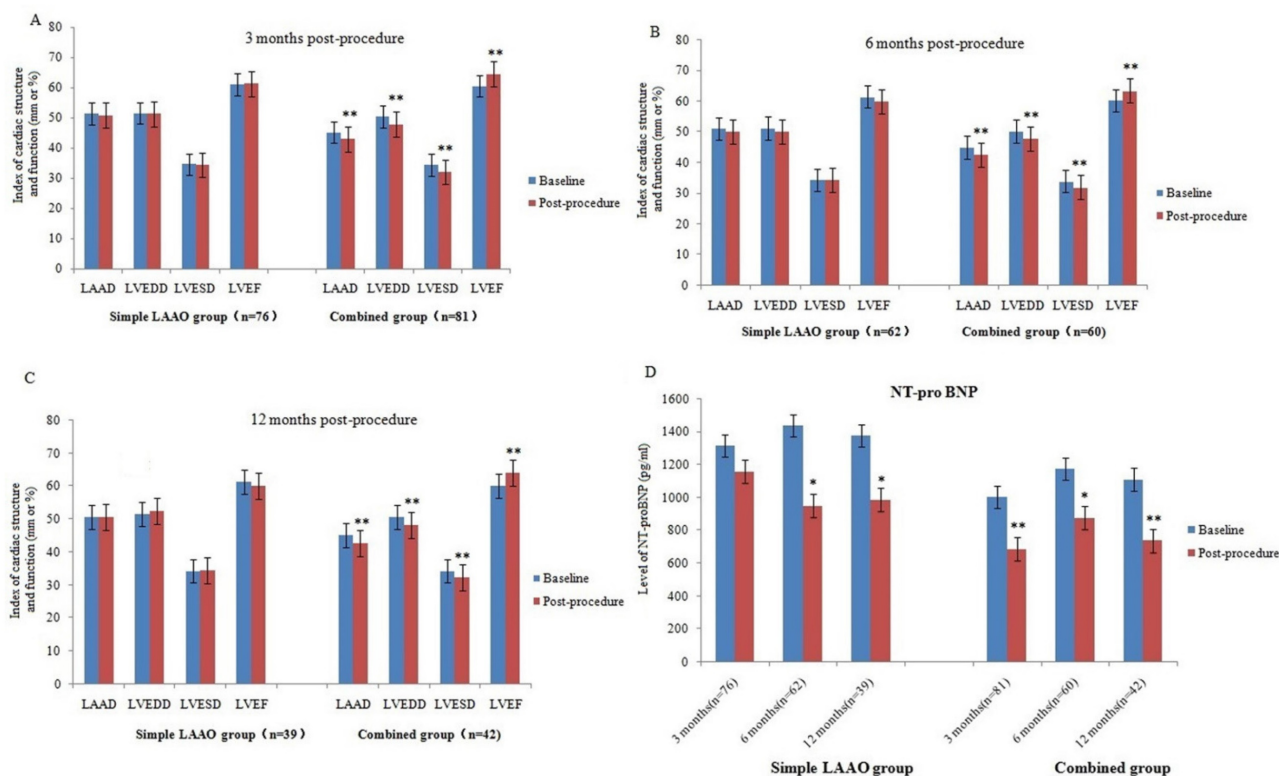 A
3 months post-procedure
Index of cardiac structure
and function (mm or %)
80
70
60
50
40
30
20
10
0
** ** ** **
Baseline
Post-procedure
LAAD LVEDD LVESD LVEF LAAD LVEDD LVESD LVEF
Simple LAAO group (n=76) Combined group (n=81)
B
6 months post-procedure
Index of cardiac structure
and function (mm or %)
80
70
60
50
40
30
20
10
0
** ** ** **
Baseline
Post-procedure
LAAD LVEDD LVESD LVEF LAAD LVEDD LVESD LVEF
Simple LAAO group (n=62) Combined group (n=60)
C
12 months post-procedure
Index of cardiac structure
and function (mm or %)
80
70
60
50
40
30
20
10
0
** ** ** **
Baseline
Post-procedure
LAAD LVEDD LVESD LVEF LAAD LVEDD LVESD LVEF
Simple LAAO group (n=39) Combined group (n=42)
D
NT-pro BNP
Level of NT-proBNP (pg/ml)
1600
1400
1200
1000
800
600
400
200
0
* * ** * **
Baseline
Post-procedure
3 months(n=76) 6 months(n=62) 12 months(n=39) 3 months(n=81) 6 months(n=60) 12 months(n=42)
Simple LAAO group Combined group